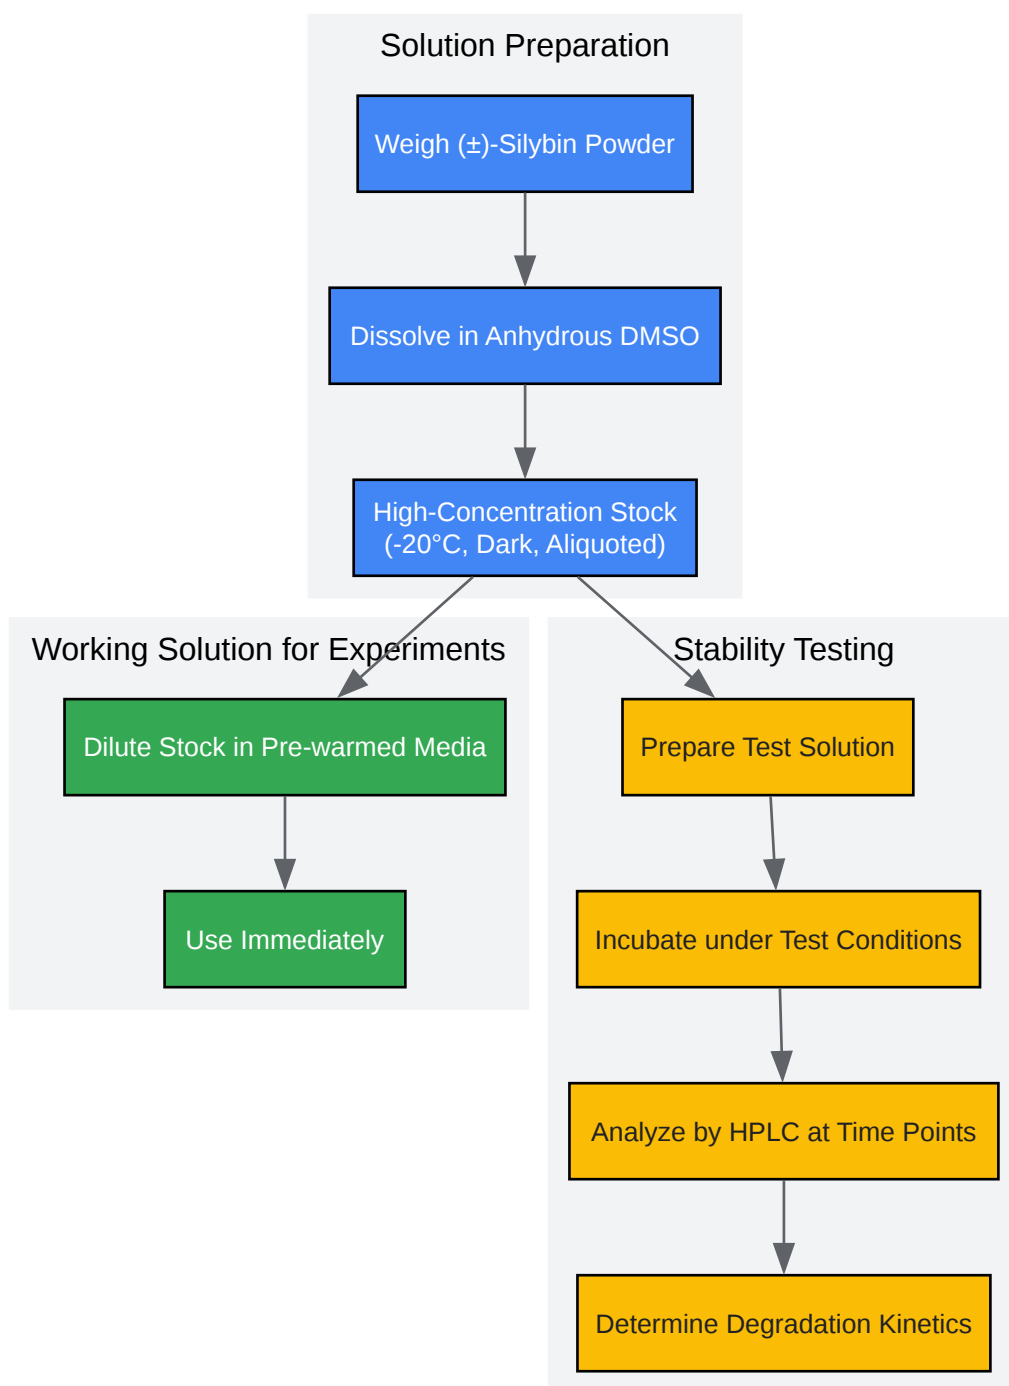 Solution Preparation
Weigh (±)-Silybin Powder
Dissolve in Anhydrous DMSO
High-Concentration Stock
(-20°C, Dark, Aliquoted)
Working Solution for Experiments
Dilute Stock in Pre-warmed Media
Use Immediately
Stability Testing
Prepare Test Solution
Incubate under Test Conditions
Analyze by HPLC at Time Points
Determine Degradation Kinetics